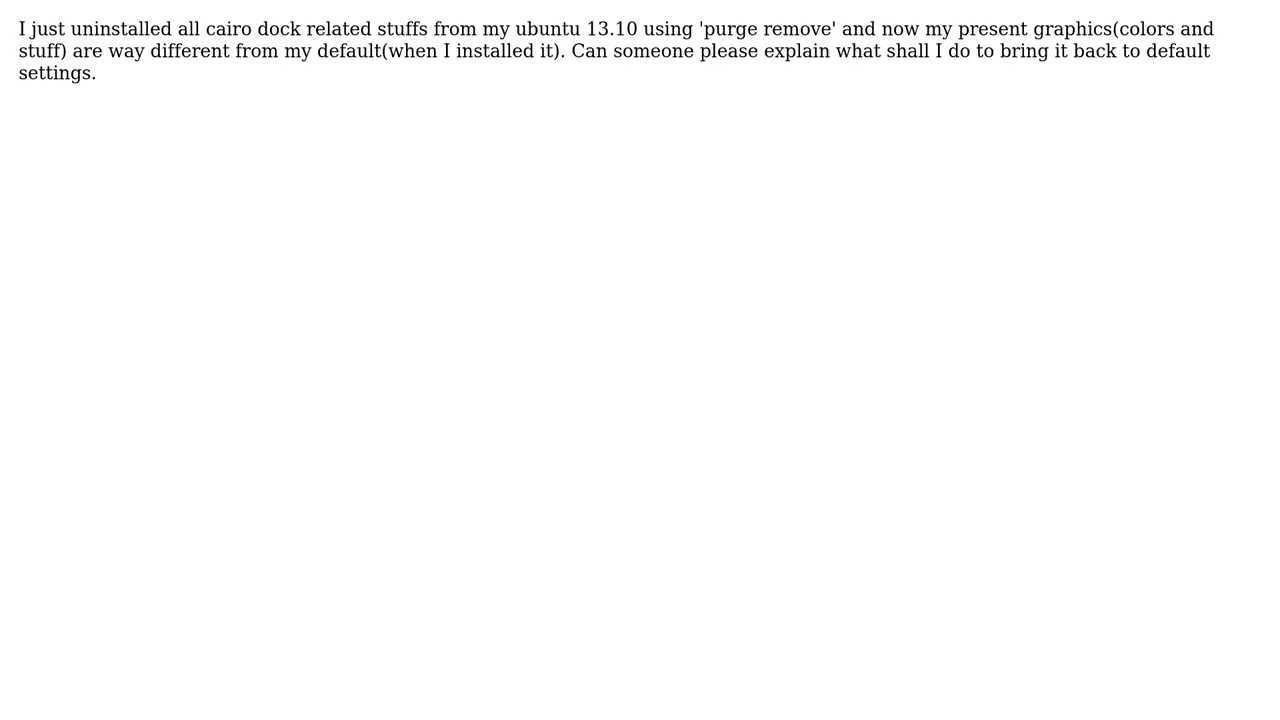 I just uninstalled all cairo dock related stuffs from my ubuntu 13.10 using 'purge remove' and now my present graphics(colors and
stuff) are way different from my default(when I installed it). Can someone please explain what shall I do to bring it back to default
settings.